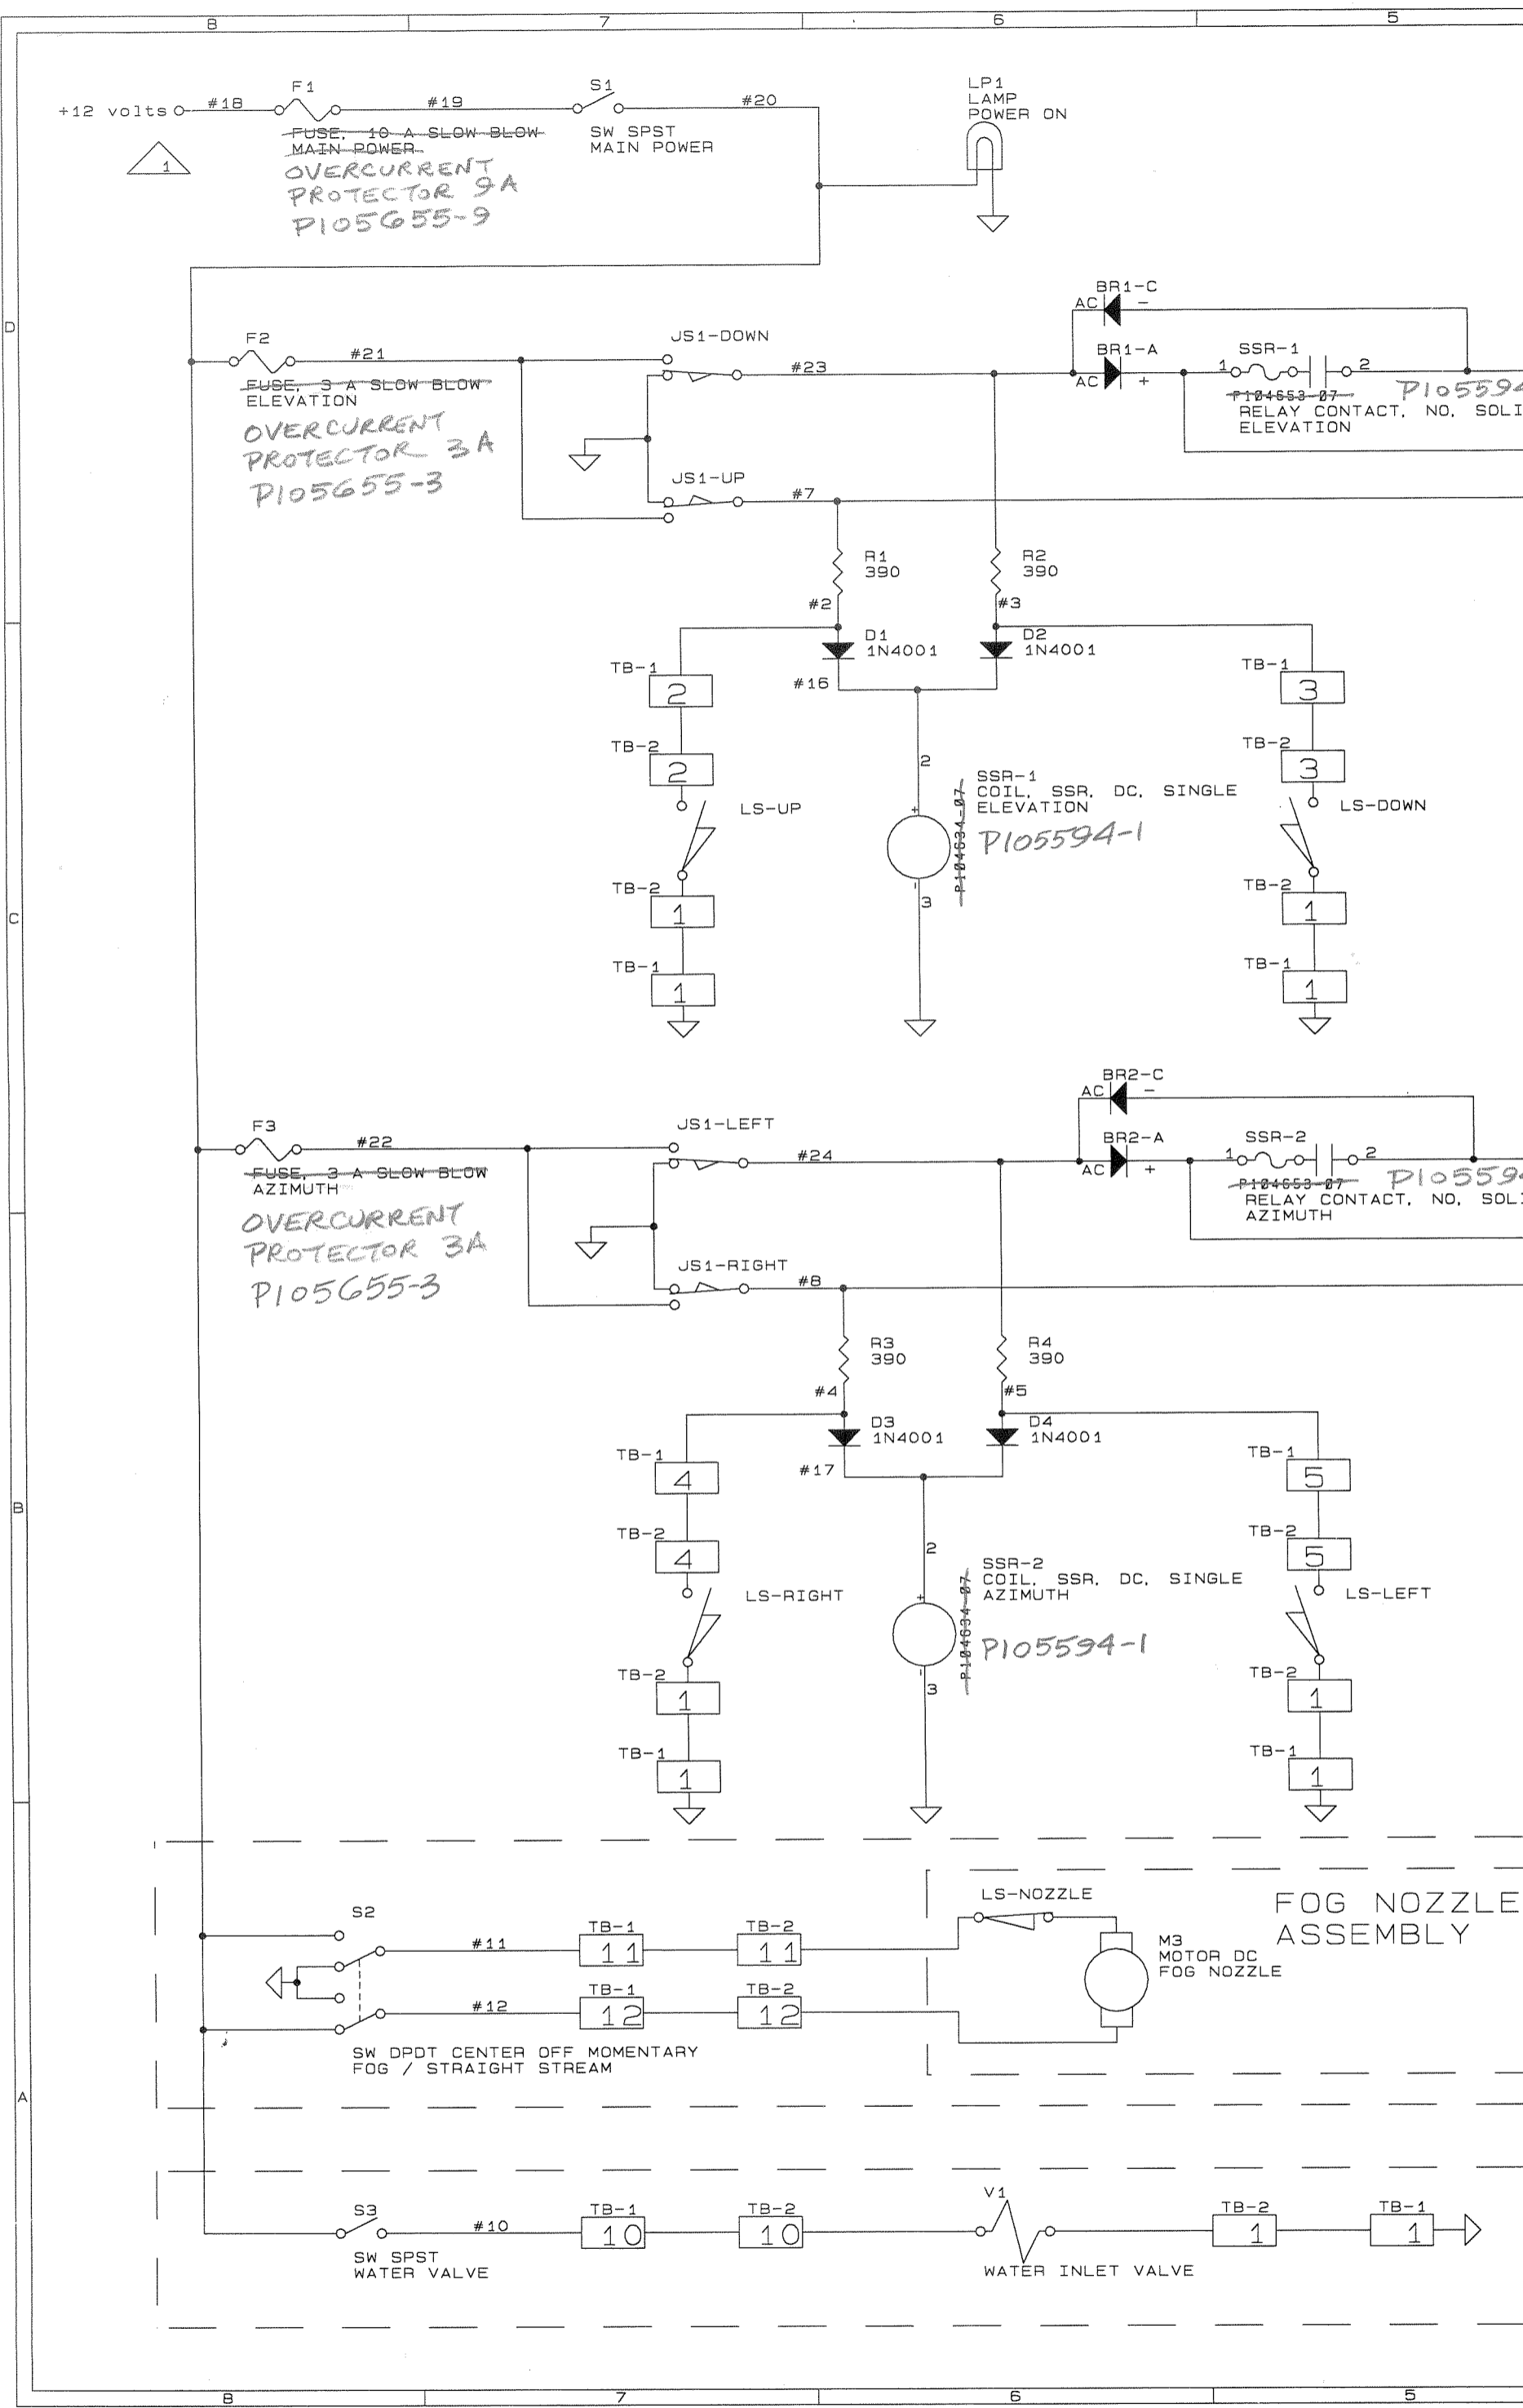 8 7 6 5
+12 volts
#18
F1
#19
S1
#20
LP1
LAMP
POWER ON
1
FUSE, 10 A SLOW BLOW
MAIN POWER
OVERCURRENT
PROTECTOR 9A
P105655-9
SW SPST
MAIN POWER
D
F2
#21
FUSE, 3 A SLOW BLOW
ELEVATION
OVERCURRENT
PROTECTOR 3A
P105655-3
JS1-DOWN
#23
JS1-UP
#7
BR1-C
AC -
BR1-A
AC +
SSR-1
1 2
P104653-07
P105594
RELAY CONTACT, NO, SOLI
ELEVATION
R1
390
R2
390
#2
#3
D1
1N4001
D2
1N4001
#16
TB-1
2
TB-2
2
LS-UP
TB-2
1
TB-1
1
2
+
-
3
SSR-1
COIL, SSR, DC, SINGLE
ELEVATION
P104634-07
P105594-1
TB-1
3
TB-2
3
LS-DOWN
TB-2
1
TB-1
1
C
F3
#22
FUSE, 3 A SLOW BLOW
AZIMUTH
OVERCURRENT
PROTECTOR 3A
P105655-3
JS1-LEFT
#24
JS1-RIGHT
#8
BR2-C
AC -
BR2-A
AC +
SSR-2
1 2
P104653-07
P105594
RELAY CONTACT, NO, SOLI
AZIMUTH
R3
390
R4
390
#4
#5
D3
1N4001
D4
1N4001
#17
TB-1
4
TB-2
4
LS-RIGHT
TB-2
1
TB-1
1
2
+
-
3
SSR-2
COIL, SSR, DC, SINGLE
AZIMUTH
P104634-07
P105594-1
TB-1
5
TB-2
5
LS-LEFT
TB-2
1
TB-1
1
B
S2
#11
TB-1
11
TB-2
11
LS-NOZZLE
FOG NOZZLE
ASSEMBLY
M3
MOTOR DC
FOG NOZZLE
#12
TB-1
12
TB-2
12
SW DPDT CENTER OFF MOMENTARY
FOG / STRAIGHT STREAM
A
S3
#10
TB-1
10
TB-2
10
V1
TB-2
1
TB-1
1
SW SPST
WATER VALVE
WATER INLET VALVE
8 7 6 5